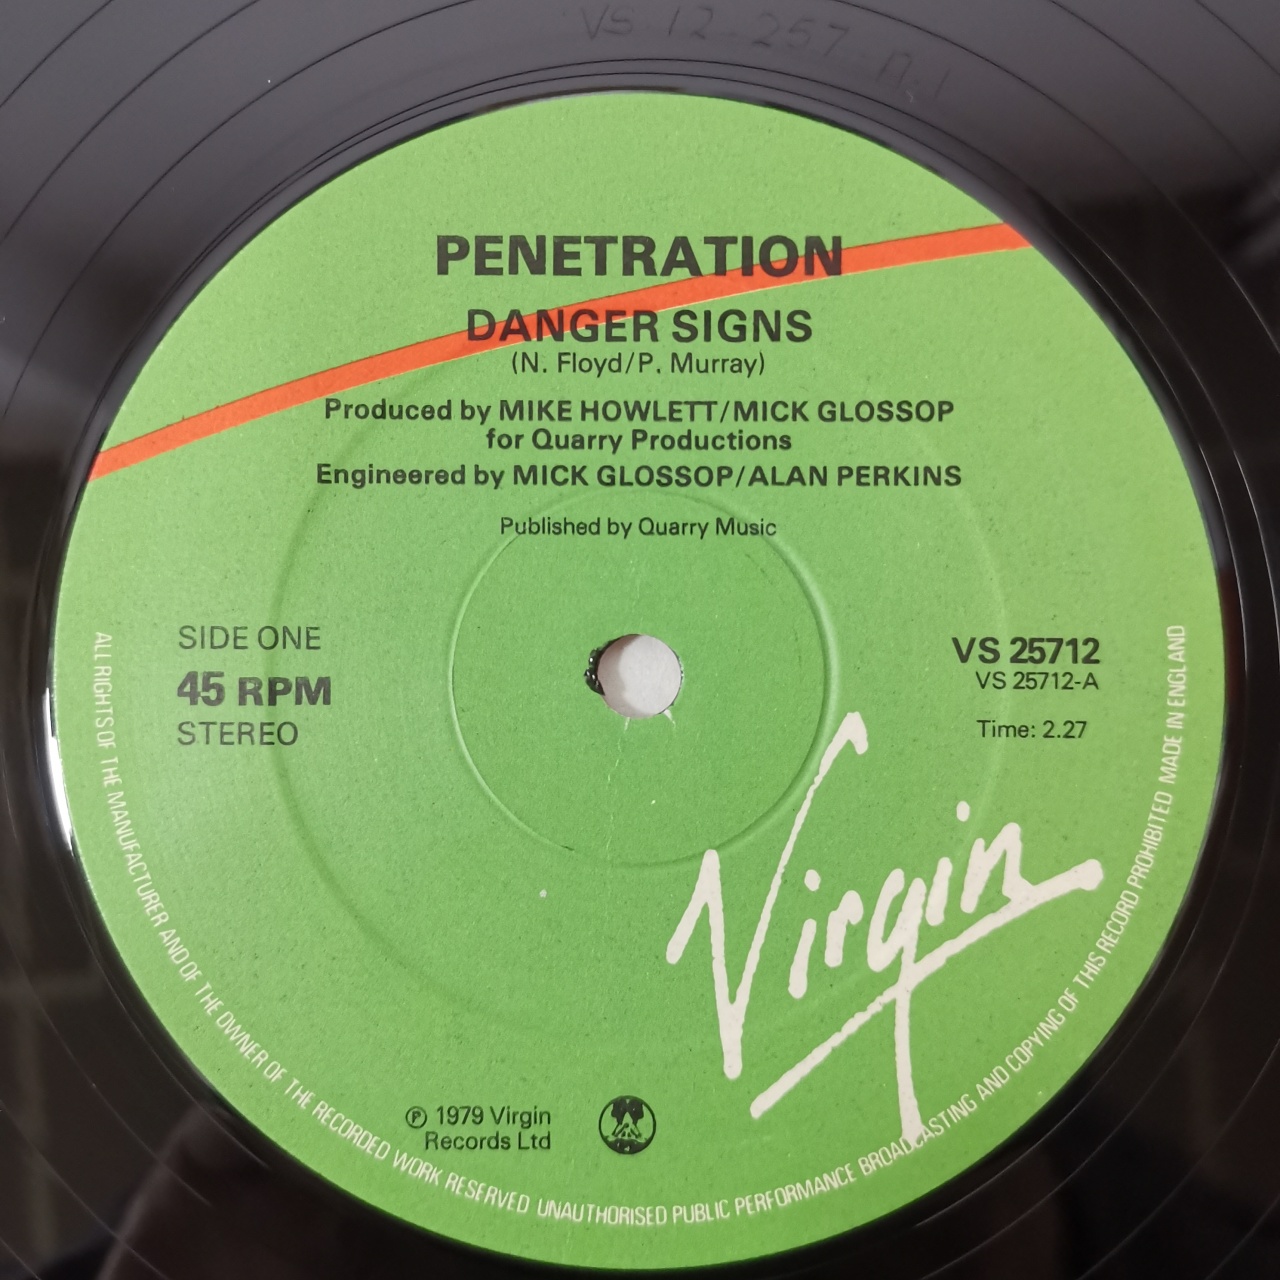 VS-12-257-A-1
PENETRATION
DANGER SIGNS
(N. Floyd/P. Murray)
Produced by MIKE HOWLETT/MICK GLOSSOP
for Quarry Productions
Engineered by MICK GLOSSOP/ALAN PERKINS
Published by Quarry Music
SIDE ONE
45 RPM
STEREO
VS 25712
VS 25712-A
Time: 2.27
Virgin
℗ 1979 Virgin
Records Ltd
ALL RIGHTS OF THE MANUFACTURER AND OF THE OWNER OF THE RECORDED WORK RESERVED UNAUTHORISED PUBLIC PERFORMANCE BROADCASTING AND COPYING OF THIS RECORD PROHIBITED MADE IN ENGLAND